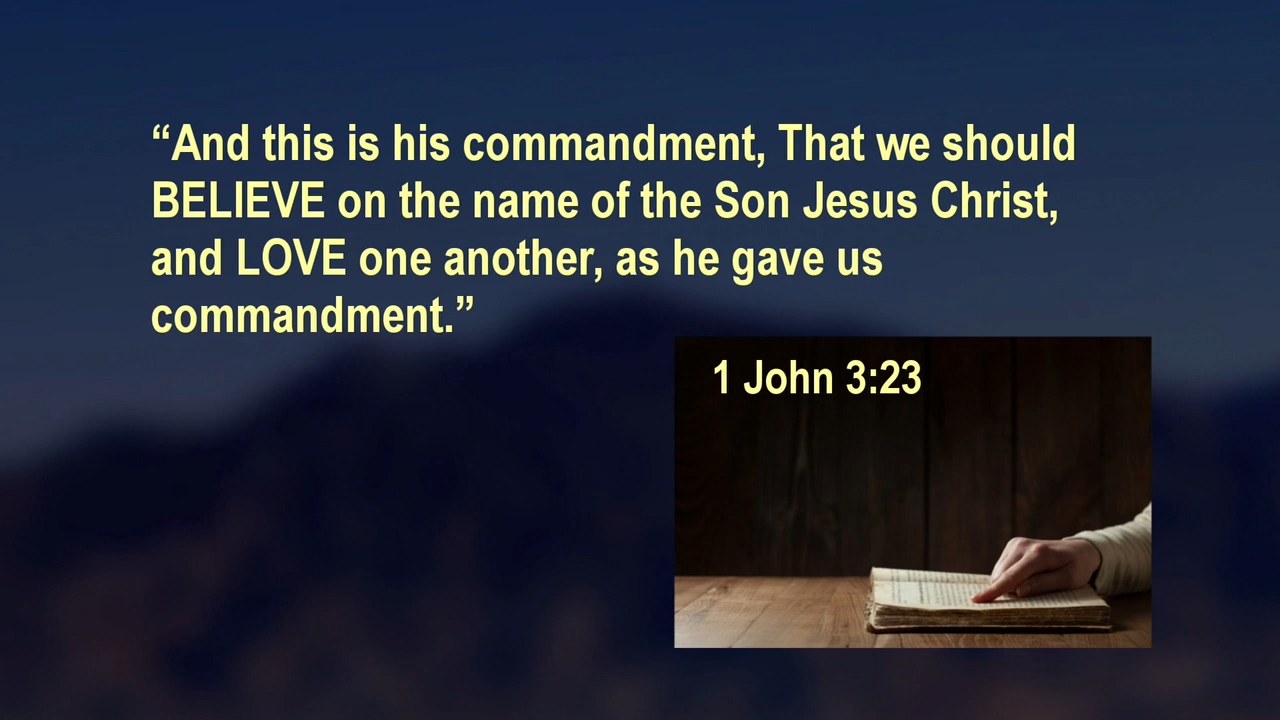 “And this is his commandment, That we should
BELIEVE on the name of the Son Jesus Christ,
and LOVE one another, as he gave us
commandment.”
1 John 3:23